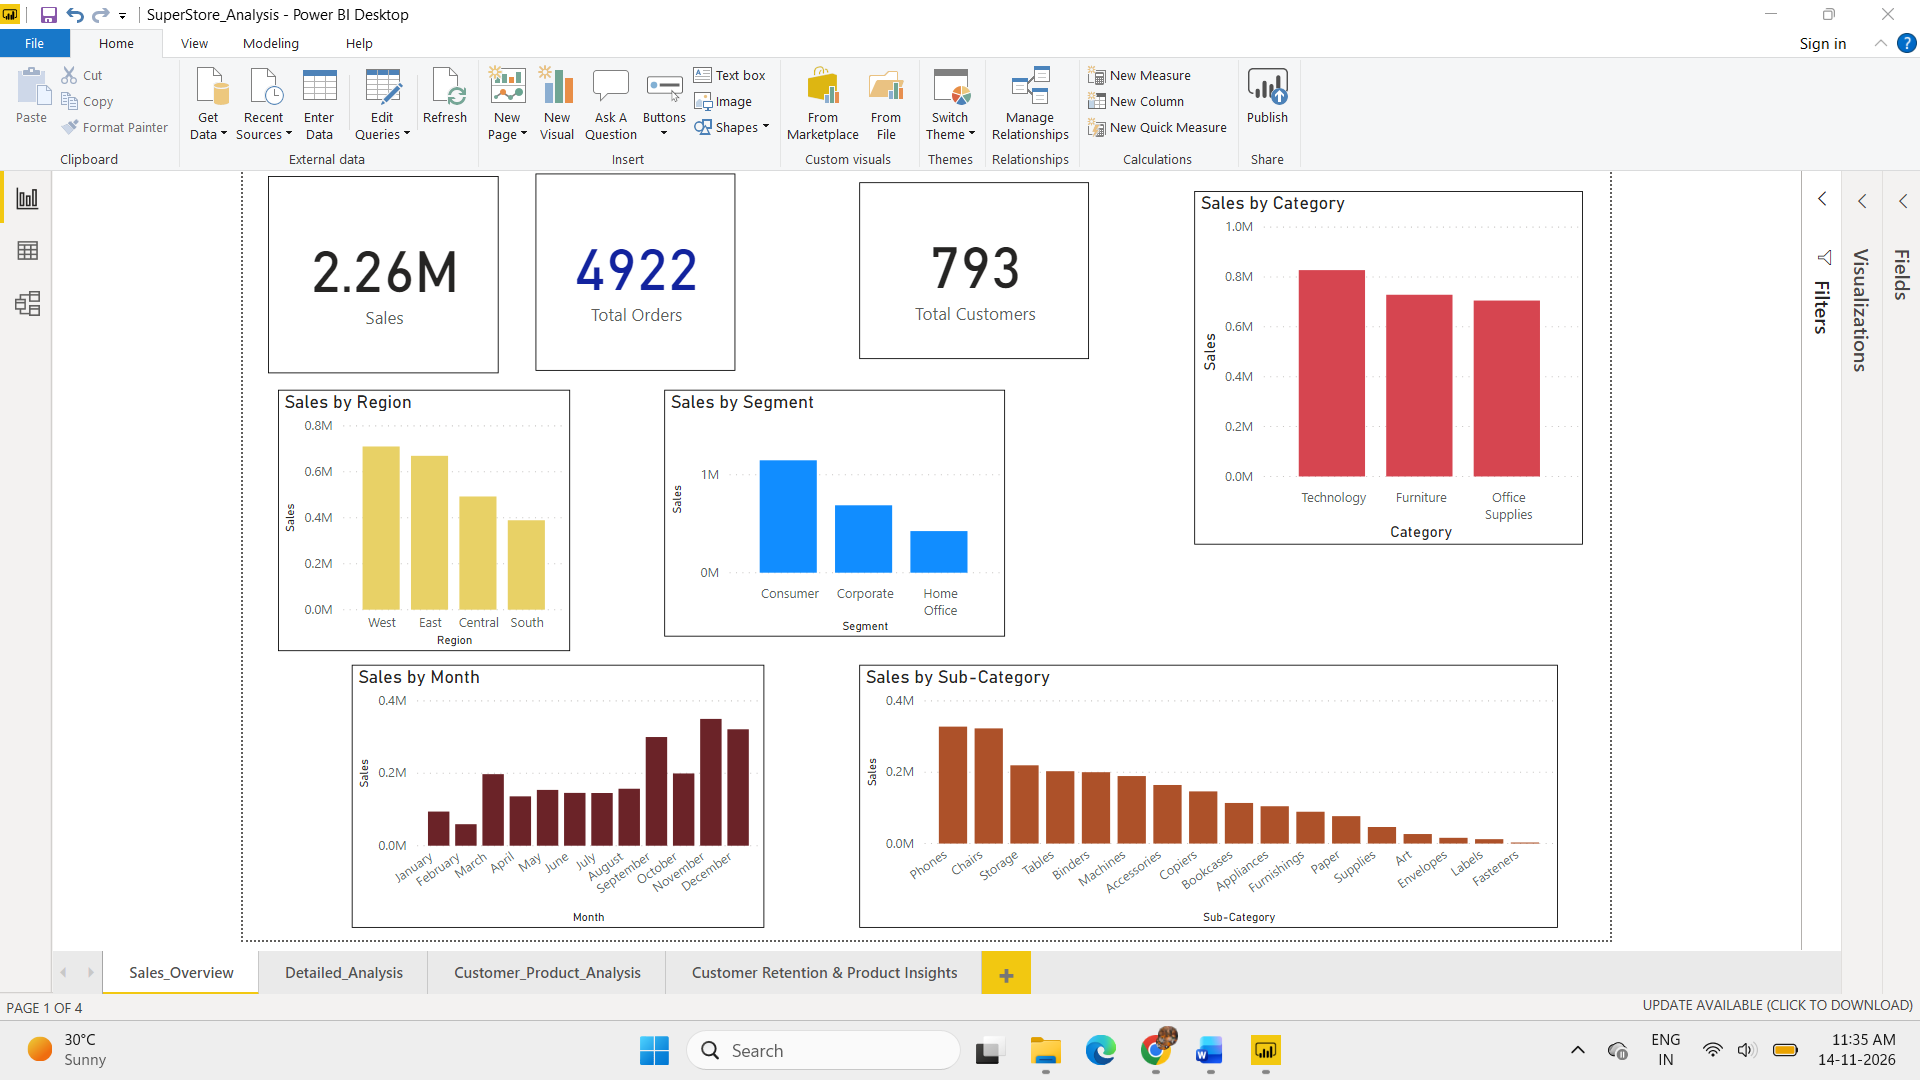 SuperStore_Analysis - Power BI Desktop
File Home View Modeling Help Sign in ?
Paste
Cut
Copy
Format Painter
Clipboard
Get Data
Recent Sources
Enter Data
Edit Queries
Refresh
External data
New Page
New Visual
Ask A Question
Buttons
Text box
Image
Shapes
Insert
From Marketplace
From File
Custom visuals
Switch Theme
Themes
Manage Relationships
Relationships
New Measure
New Column
New Quick Measure
Calculations
Publish
Share
2.26M
Sales
4922
Total Orders
793
Total Customers
Sales by Category
1.0M
0.8M
0.6M
0.4M
0.2M
0.0M
Sales
Technology Furniture Office Supplies
Category
Filters
Visualizations
Fields
Sales by Region
0.8M
0.6M
0.4M
0.2M
0.0M
Sales
West East Central South
Region
Sales by Segment
1M
0M
Sales
Consumer Corporate Home Office
Segment
Sales by Month
0.4M
0.2M
0.0M
Sales
January February March April May June July August September October November December
Month
Sales by Sub-Category
0.4M
0.2M
0.0M
Sales
Phones Chairs Storage Tables Binders Machines Accessories Copiers Bookcases Appliances Furnishings Paper Supplies Art Envelopes Labels Fasteners
Sub-Category
Sales_Overview Detailed_Analysis Customer_Product_Analysis Customer Retention & Product Insights +
PAGE 1 OF 4
UPDATE AVAILABLE (CLICK TO DOWNLOAD)
30°C
Sunny
Search
W
ENG
IN
11:35 AM
14-11-2026